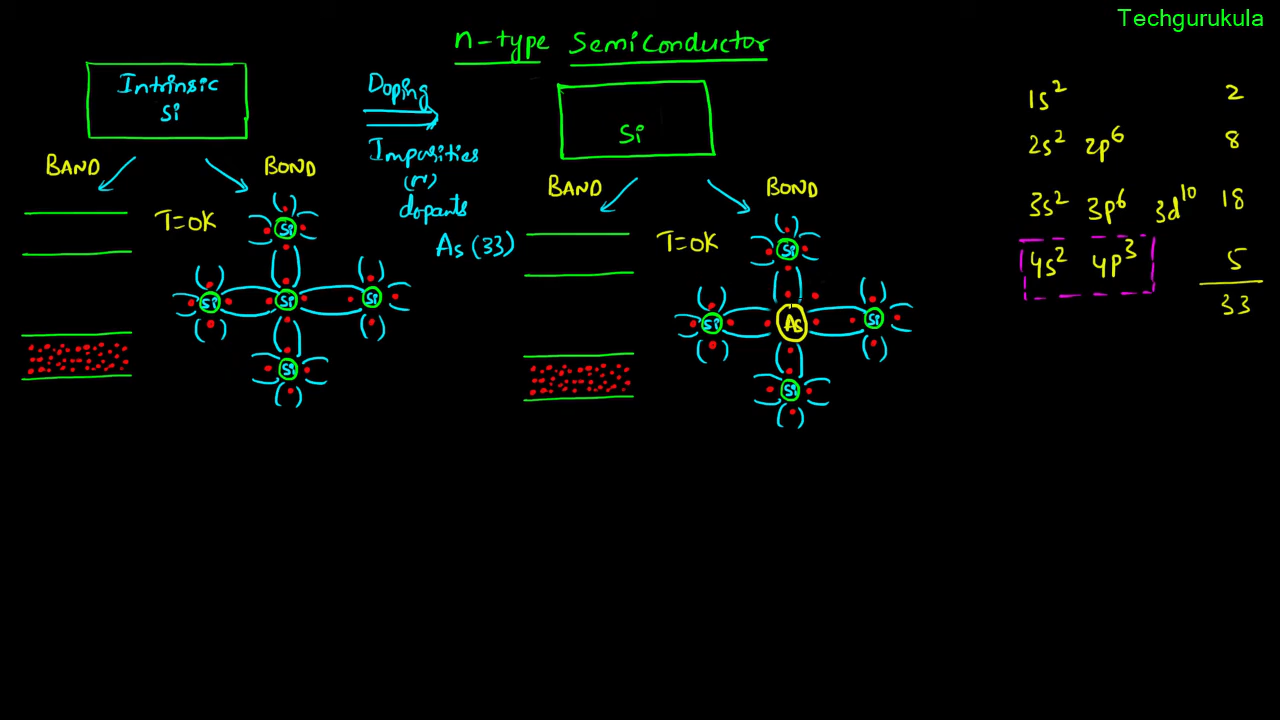 Techgurukula
n-type Semiconductor
Intrinsic
Si
BAND
BOND
T=0K
Si
Si
Si
Si
Si
Doping
Impurities
(or)
dopants
As (33)
Si
BAND
BOND
T=0K
Si
Si
As
Si
Si
1s² 2
2s² 2p⁶ 8
3s² 3p⁶ 3d¹⁰ 18
4s² 4p³ 5
33